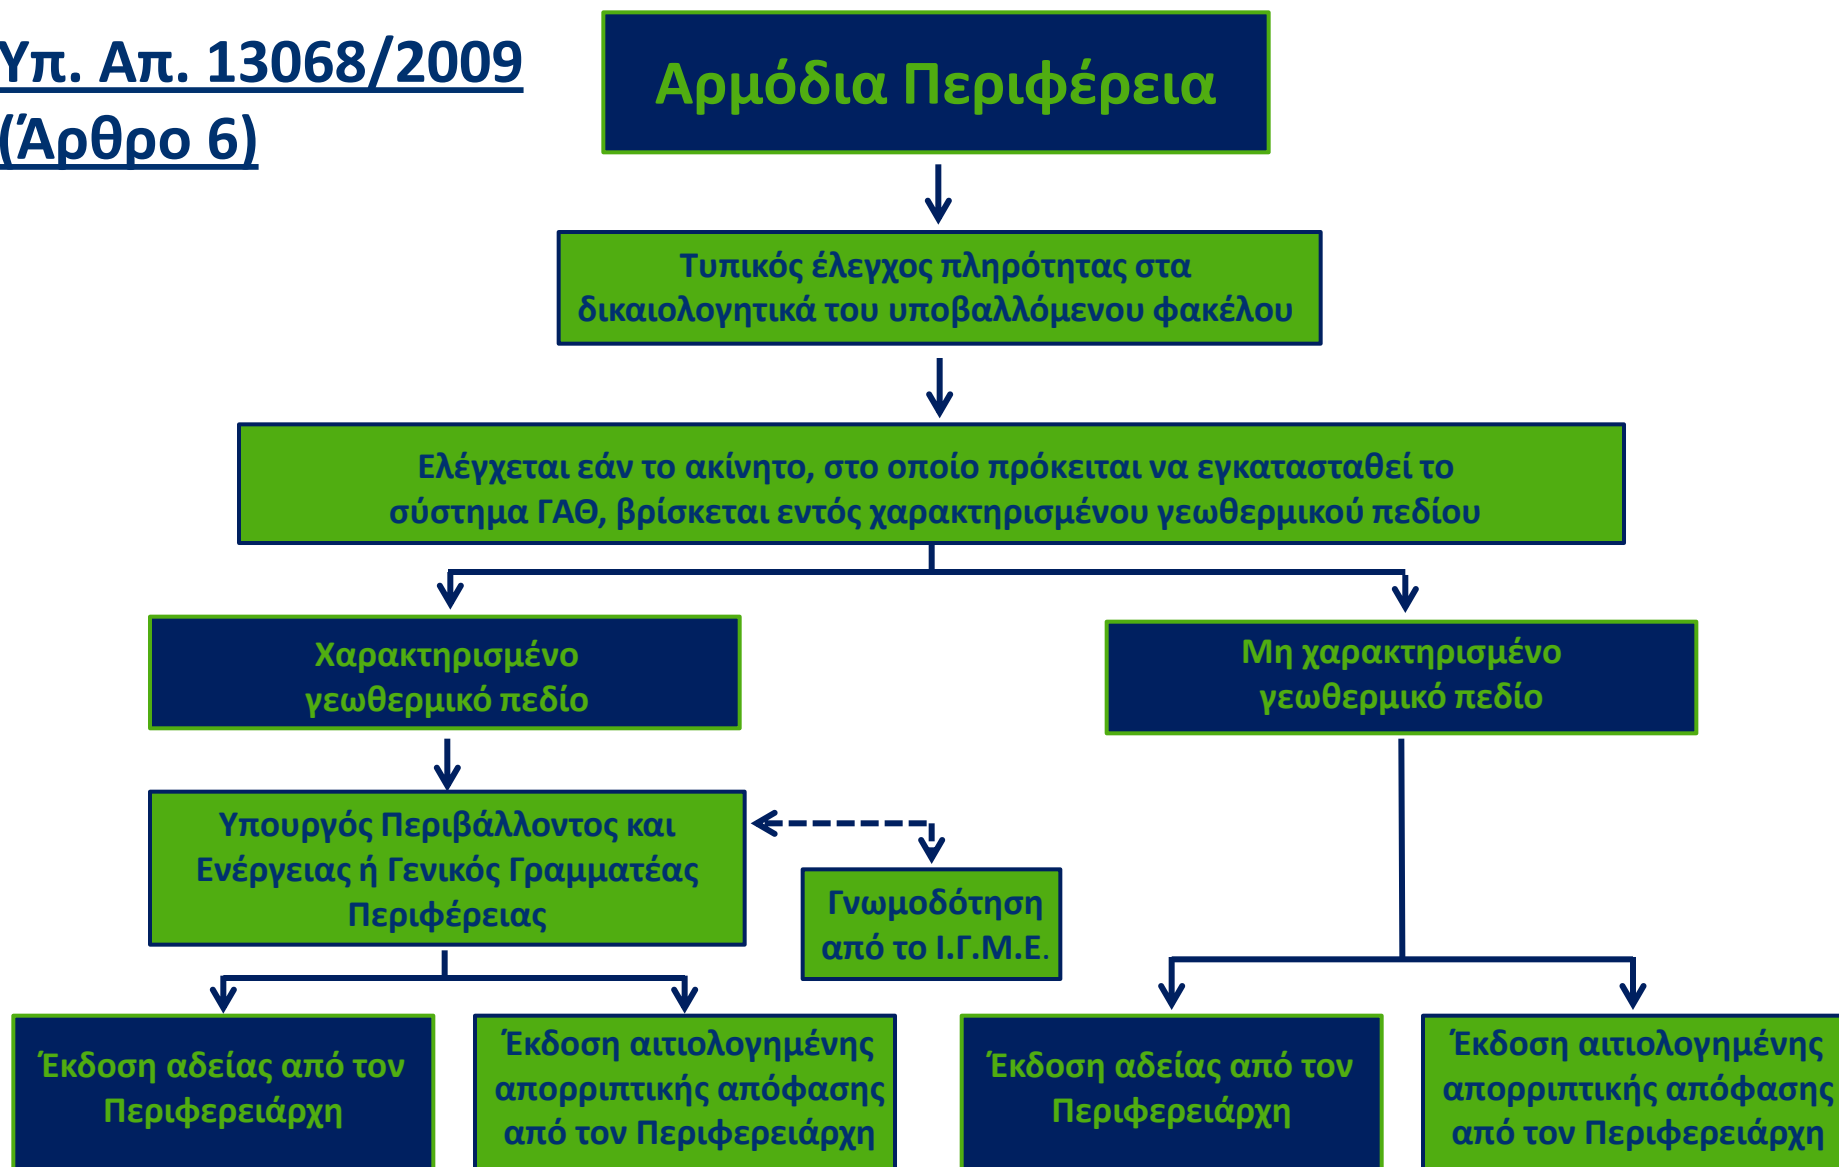 Υπ. Απ. 13068/2009
(Άρθρο 6)
Αρμόδια Περιφέρεια
Τυπικός έλεγχος πληρότητας στα
δικαιολογητικά του υποβαλλόμενου φακέλου
Ελέγχεται εάν το ακίνητο, στο οποίο πρόκειται να εγκατασταθεί το
σύστημα ΓΑΘ, βρίσκεται εντός χαρακτηρισμένου γεωθερμικού πεδίου
Χαρακτηρισμένο
γεωθερμικό πεδίο
Μη χαρακτηρισμένο
γεωθερμικό πεδίο
Υπουργός Περιβάλλοντος και
Ενέργειας ή Γενικός Γραμματέας
Περιφέρειας
Γνωμοδότηση
από το Ι.Γ.Μ.Ε.
Έκδοση αδείας από τον
Περιφερειάρχη
Έκδοση αιτιολογημένης
απορριπτικής απόφασης
από τον Περιφερειάρχη
Έκδοση αδείας από τον
Περιφερειάρχη
Έκδοση αιτιολογημένης
απορριπτικής απόφασης
από τον Περιφερειάρχη